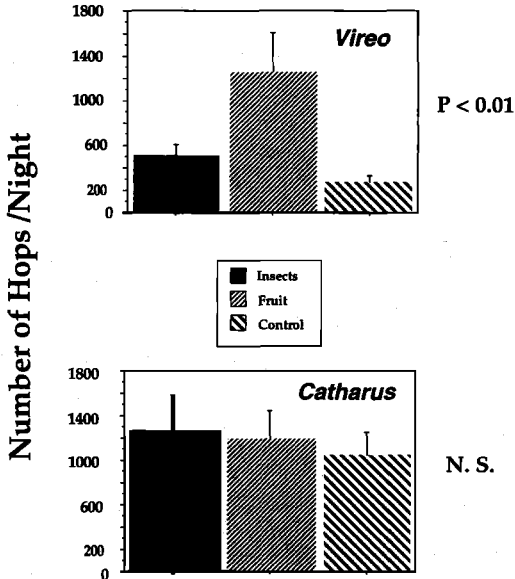 Number of Hops /Night
Vireo
1800
1400
1000
600
200
0
P < 0.01
Insects
Fruit
Control
Catharus
1800
1400
1000
600
200
0
N. S.